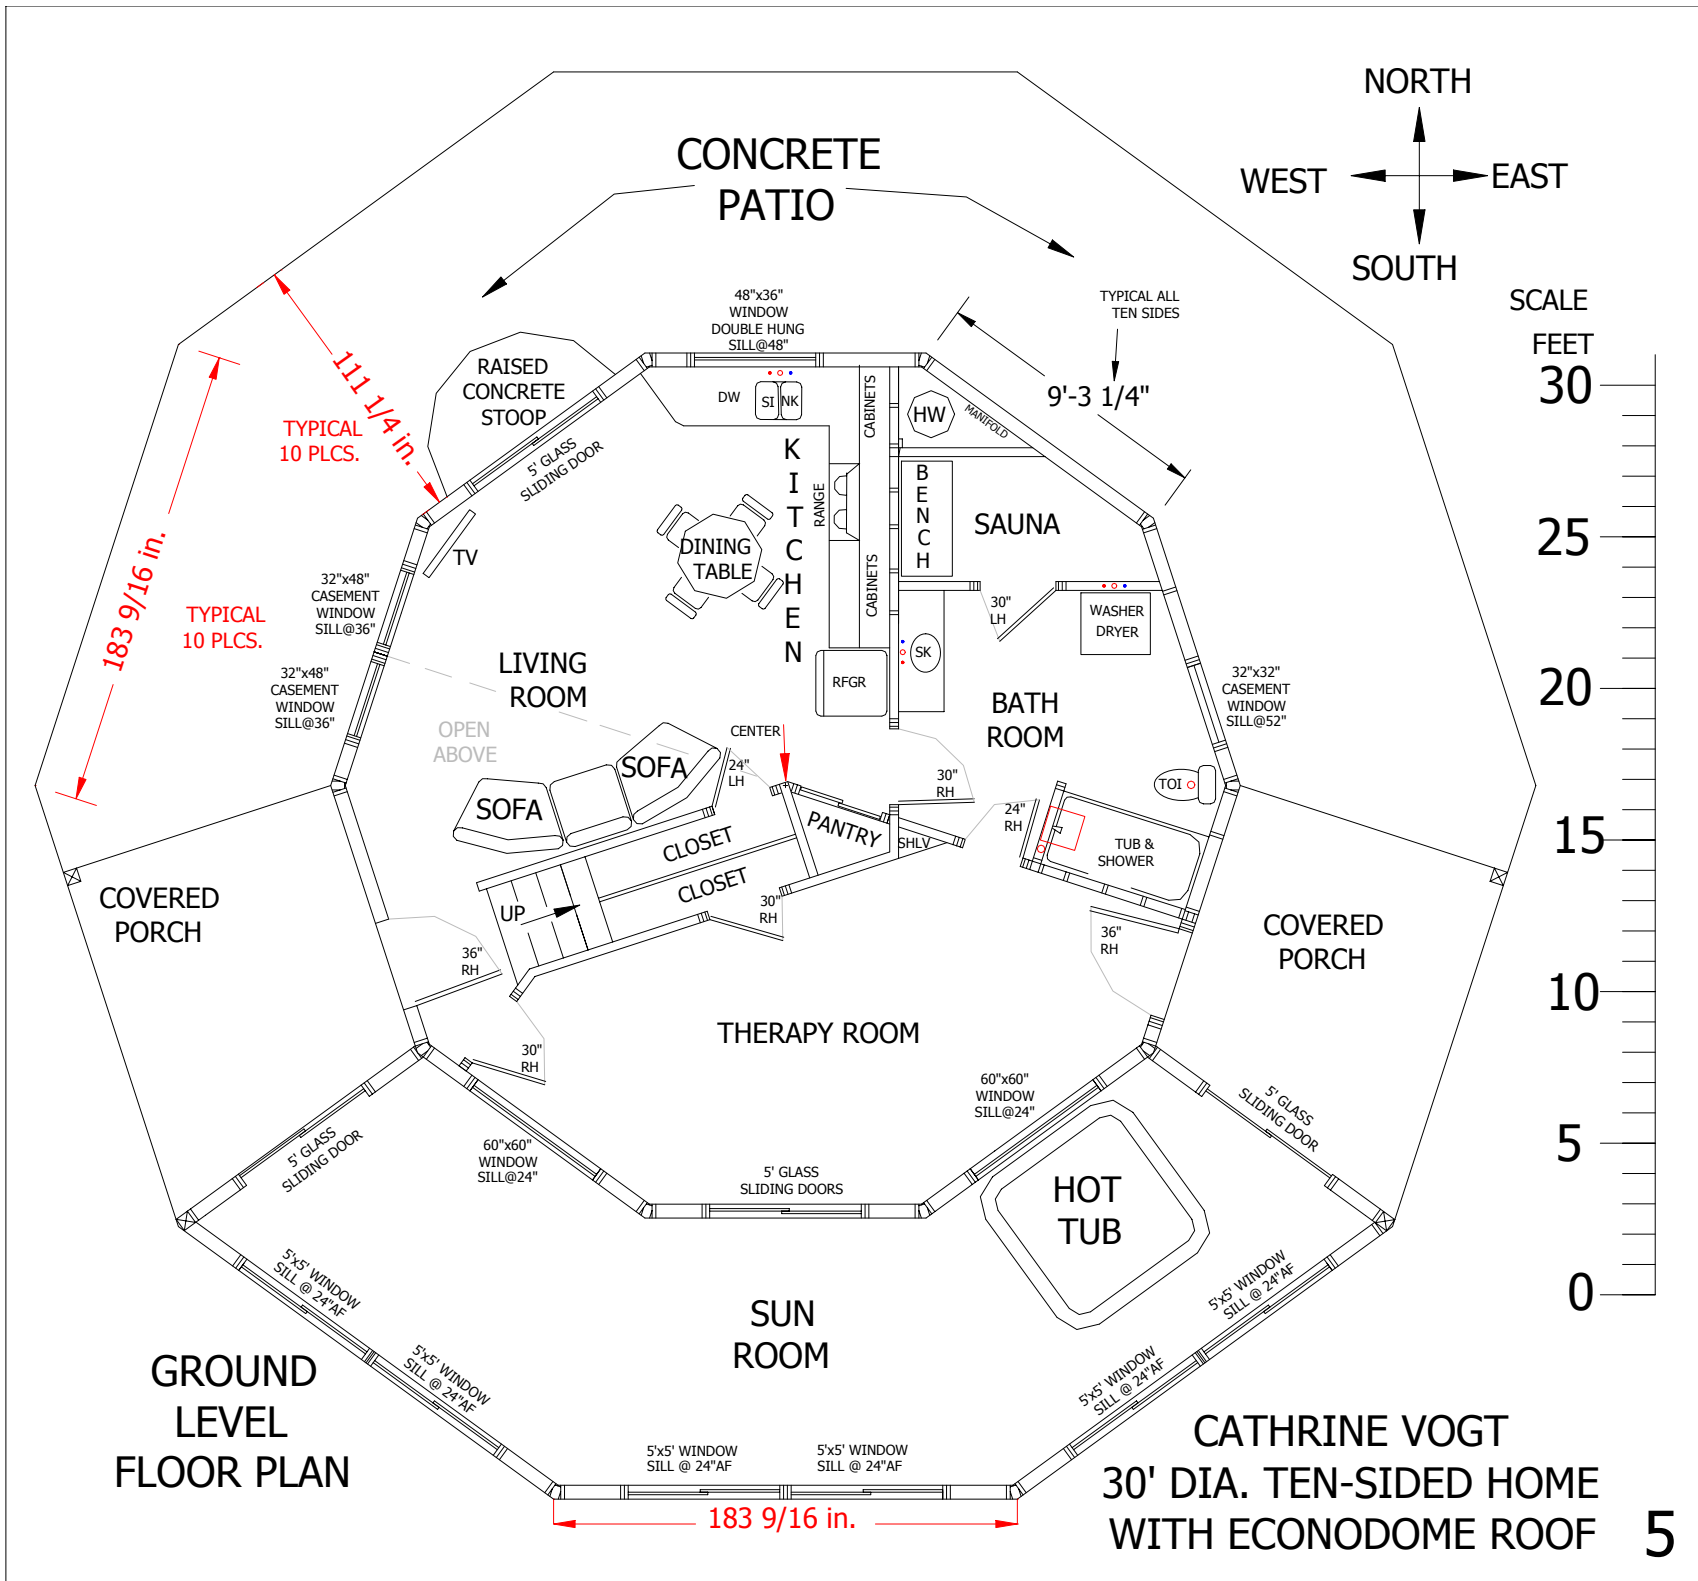 NORTH
WEST
EAST
SOUTH
SCALE
FEET
30
25
20
15
10
5
0
CONCRETE
PATIO
TYPICAL ALL
TEN SIDES
9'-3 1/4"
48"x36"
WINDOW
DOUBLE HUNG
SILL@48"
RAISED
CONCRETE
STOOP
111 1/4 in.
TYPICAL
10 PLCS.
183 9/16 in.
TYPICAL
10 PLCS.
5' GLASS
SLIDING DOOR
DW
SI
NK
CABINETS
HW
MANIFOLD
KITCHEN
RANGE
CABINETS
BENCH
SAUNA
DINING
TABLE
TV
32"x48"
CASEMENT
WINDOW
SILL@36"
32"x48"
CASEMENT
WINDOW
SILL@36"
30"
LH
WASHER
DRYER
SK
LIVING
ROOM
OPEN
ABOVE
RFGR
BATH
ROOM
32"x32"
CASEMENT
WINDOW
SILL@52"
CENTER
SOFA
SOFA
24"
LH
30"
RH
TOI
24"
RH
PANTRY
SHLV
TUB &
SHOWER
CLOSET
CLOSET
UP
30"
RH
36"
RH
36"
RH
COVERED
PORCH
COVERED
PORCH
THERAPY ROOM
30"
RH
60"x60"
WINDOW
SILL@24"
60"x60"
WINDOW
SILL@24"
5' GLASS
SLIDING DOOR
5' GLASS
SLIDING DOOR
5' GLASS
SLIDING DOORS
HOT
TUB
SUN
ROOM
5'x5' WINDOW
SILL @ 24"AF
5'x5' WINDOW
SILL @ 24"AF
5'x5' WINDOW
SILL @ 24"AF
5'x5' WINDOW
SILL @ 24"AF
5'x5' WINDOW
SILL @ 24"AF
5'x5' WINDOW
SILL @ 24"AF
183 9/16 in.
GROUND
LEVEL
FLOOR PLAN
CATHRINE VOGT
30' DIA. TEN-SIDED HOME
WITH ECONODOME ROOF
5